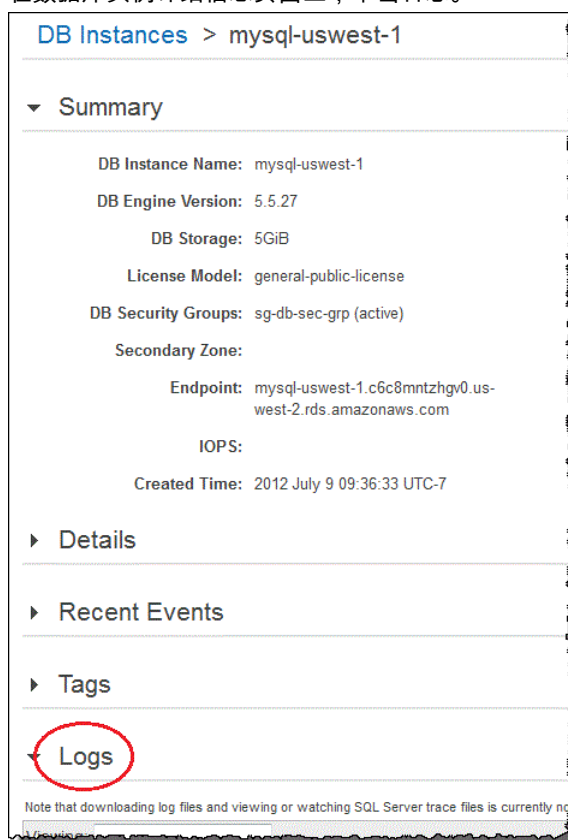 DB Instances > mysql-uswest-1
Summary
DB Instance Name: mysql-uswest-1
DB Engine Version: 5.5.27
DB Storage: 5GiB
License Model: general-public-license
DB Security Groups: sg-db-sec-grp (active)
Secondary Zone:
Endpoint: mysql-uswest-1.c6c8mntzhgv0.us-
west-2.rds.amazonaws.com
IOPS:
Created Time: 2012 July 9 09:36:33 UTC-7
Details
Recent Events
Tags
Logs
Note that downloading log files and viewing or watching SQL Server trace files is currently